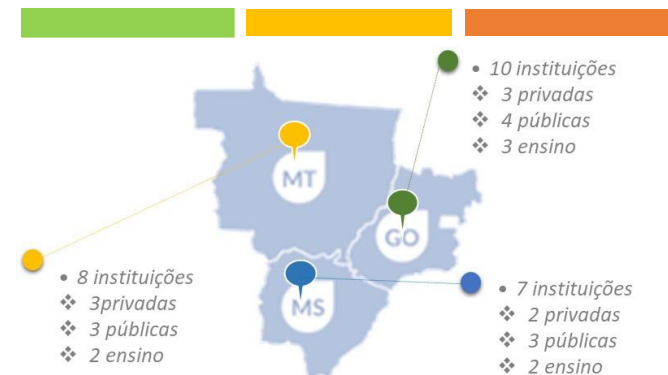 • 10 instituições
❖ 3 privadas
❖ 4 públicas
❖ 3 ensino
MT
GO
MS
• 8 instituições
❖ 3privadas
❖ 3 públicas
❖ 2 ensino
• 7 instituições
❖ 2 privadas
❖ 3 públicas
❖ 2 ensino